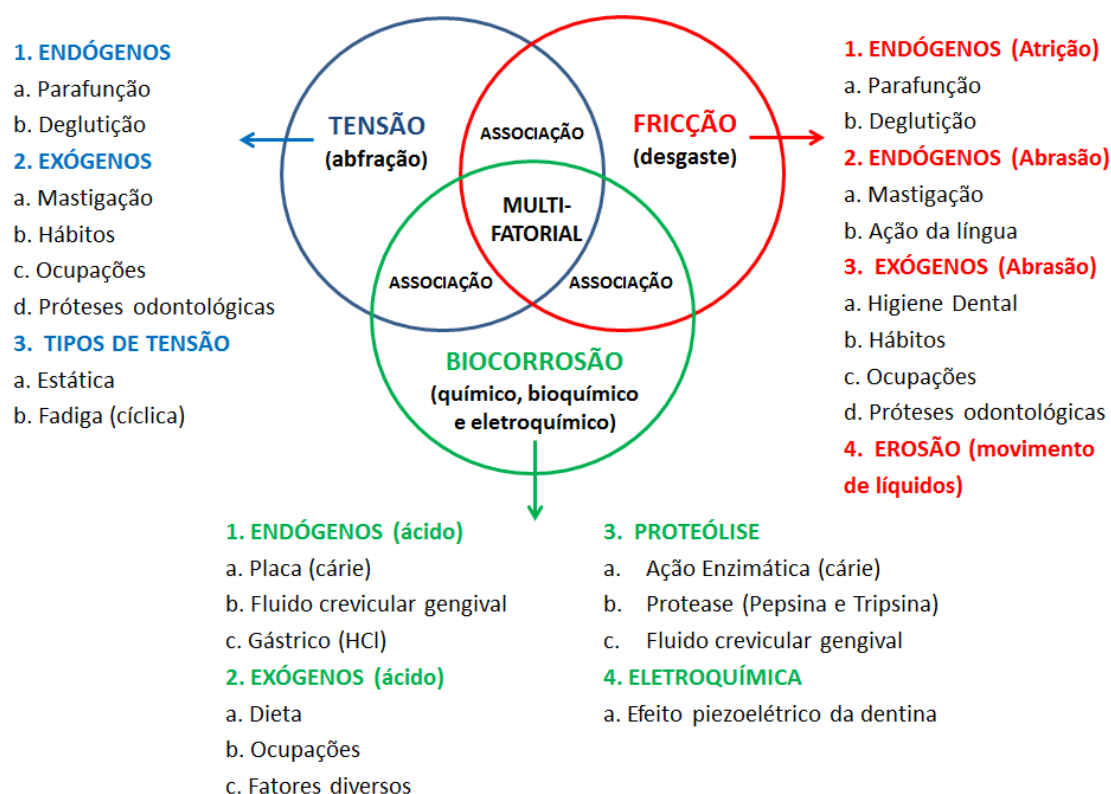 1. ENDÓGENOS
a. Parafunção
b. Deglutição
2. EXÓGENOS
a. Mastigação
b. Hábitos
c. Ocupações
d. Próteses odontológicas
3. TIPOS DE TENSÃO
a. Estática
b. Fadiga (cíclica)
TENSÃO
(abfração)
ASSOCIAÇÃO
FRICÇÃO
(desgaste)
MULTI-
FATORIAL
ASSOCIAÇÃO
ASSOCIAÇÃO
BIOCORROSÃO
(químico, bioquímico
e eletroquímico)
1. ENDÓGENOS (Atrição)
a. Parafunção
b. Deglutição
2. ENDÓGENOS (Abrasão)
a. Mastigação
b. Ação da língua
3. EXÓGENOS (Abrasão)
a. Higiene Dental
b. Hábitos
c. Ocupações
d. Próteses odontológicas
4. EROSÃO (movimento
de líquidos)
1. ENDÓGENOS (ácido)
a. Placa (cárie)
b. Fluido crevicular gengival
c. Gástrico (HCl)
2. EXÓGENOS (ácido)
a. Dieta
b. Ocupações
c. Fatores diversos
3. PROTEÓLISE
a. Ação Enzimática (cárie)
b. Protease (Pepsina e Tripsina)
c. Fluido crevicular gengival
4. ELETROQUÍMICA
a. Efeito piezoelétrico da dentina